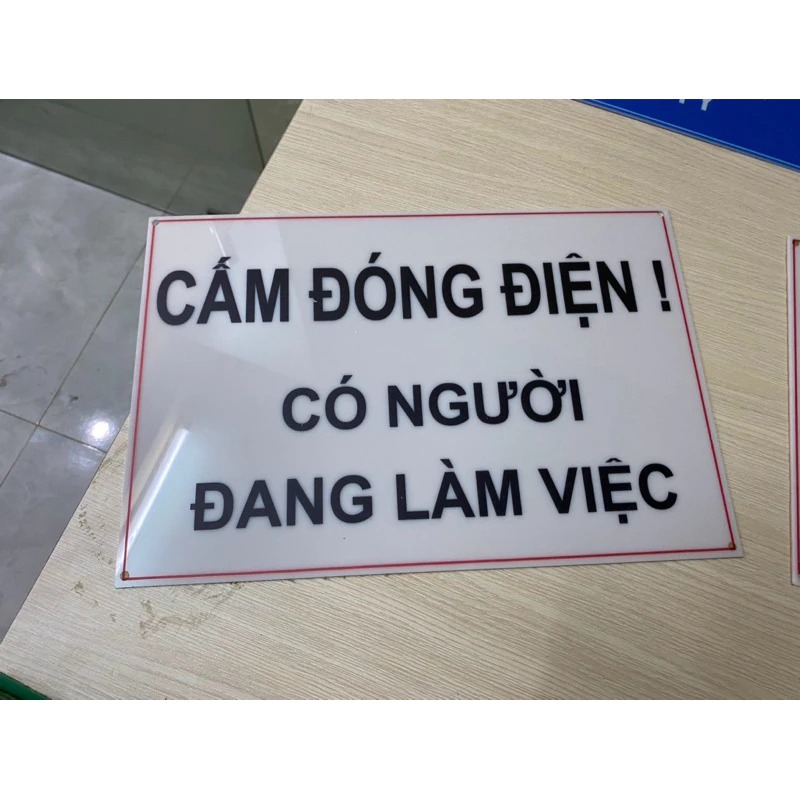 CẤM ĐÓNG ĐIỆN !
CÓ NGƯỜI
ĐANG LÀM VIỆC